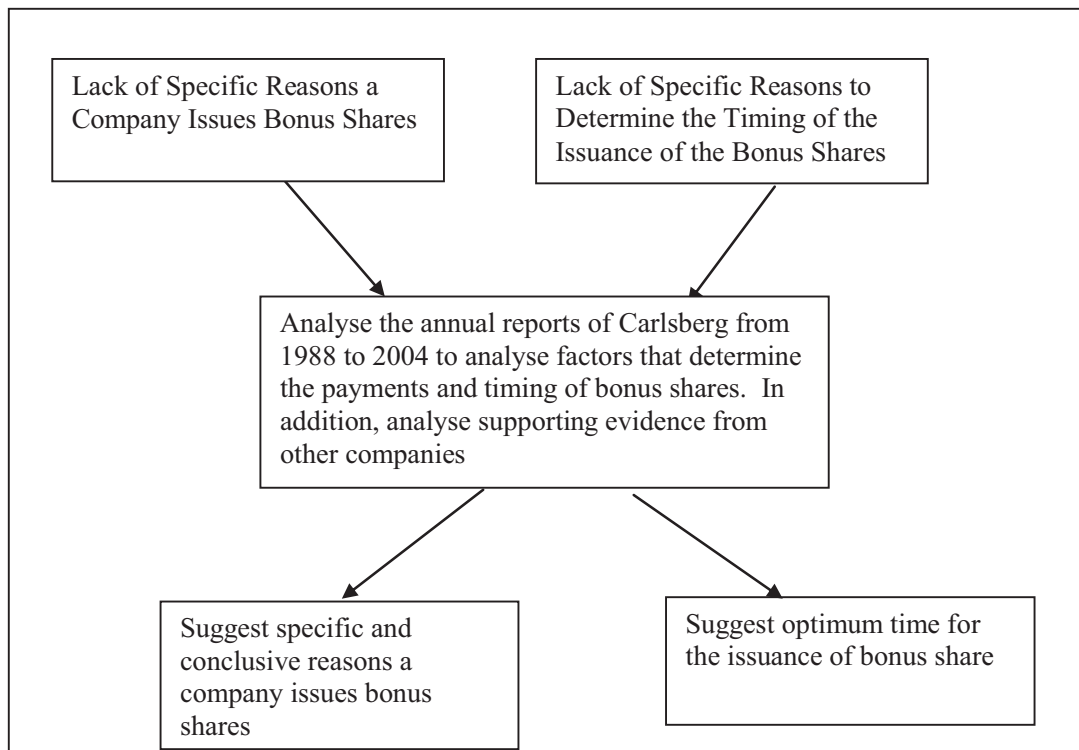 Lack of Specific Reasons a
Company Issues Bonus Shares
Lack of Specific Reasons to
Determine the Timing of the
Issuance of the Bonus Shares
Analyse the annual reports of Carlsberg from
1988 to 2004 to analyse factors that determine
the payments and timing of bonus shares.  In
addition, analyse supporting evidence from
other companies
Suggest specific and
conclusive reasons a
company issues bonus
shares
Suggest optimum time for
the issuance of bonus share